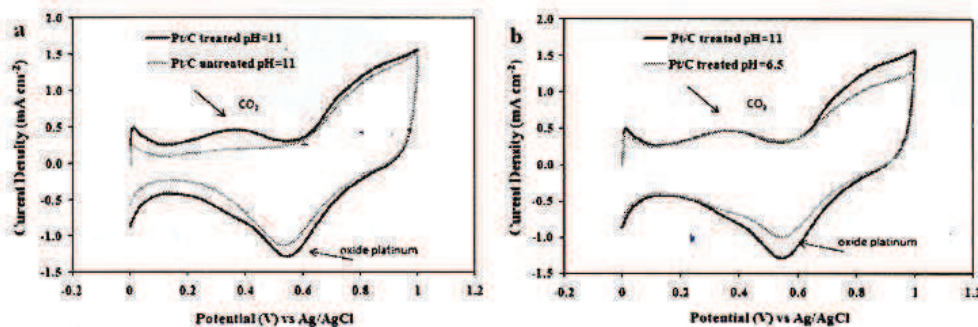 a
Pt/C treated pH=11
Pt/C untreated pH=11
CO2
oxide platinum
Current Density (mA cm-2)
2.0
1.5
1.0
0.5
0.0
-0.5
-1.0
-1.5
-0.2 0 0.2 0.4 0.6 0.8 1 1.2
Potential (V) vs Ag/AgCl
b
Pt/C treated pH=11
Pt/C treated pH=6.5
CO2
oxide platinum
Current Density (mA cm-2)
2.0
1.5
1.0
0.5
0.0
-0.5
-1.0
-1.5
-0.2 0 0.2 0.4 0.6 0.8 1 1.2
Potential (V) vs Ag/AgCl